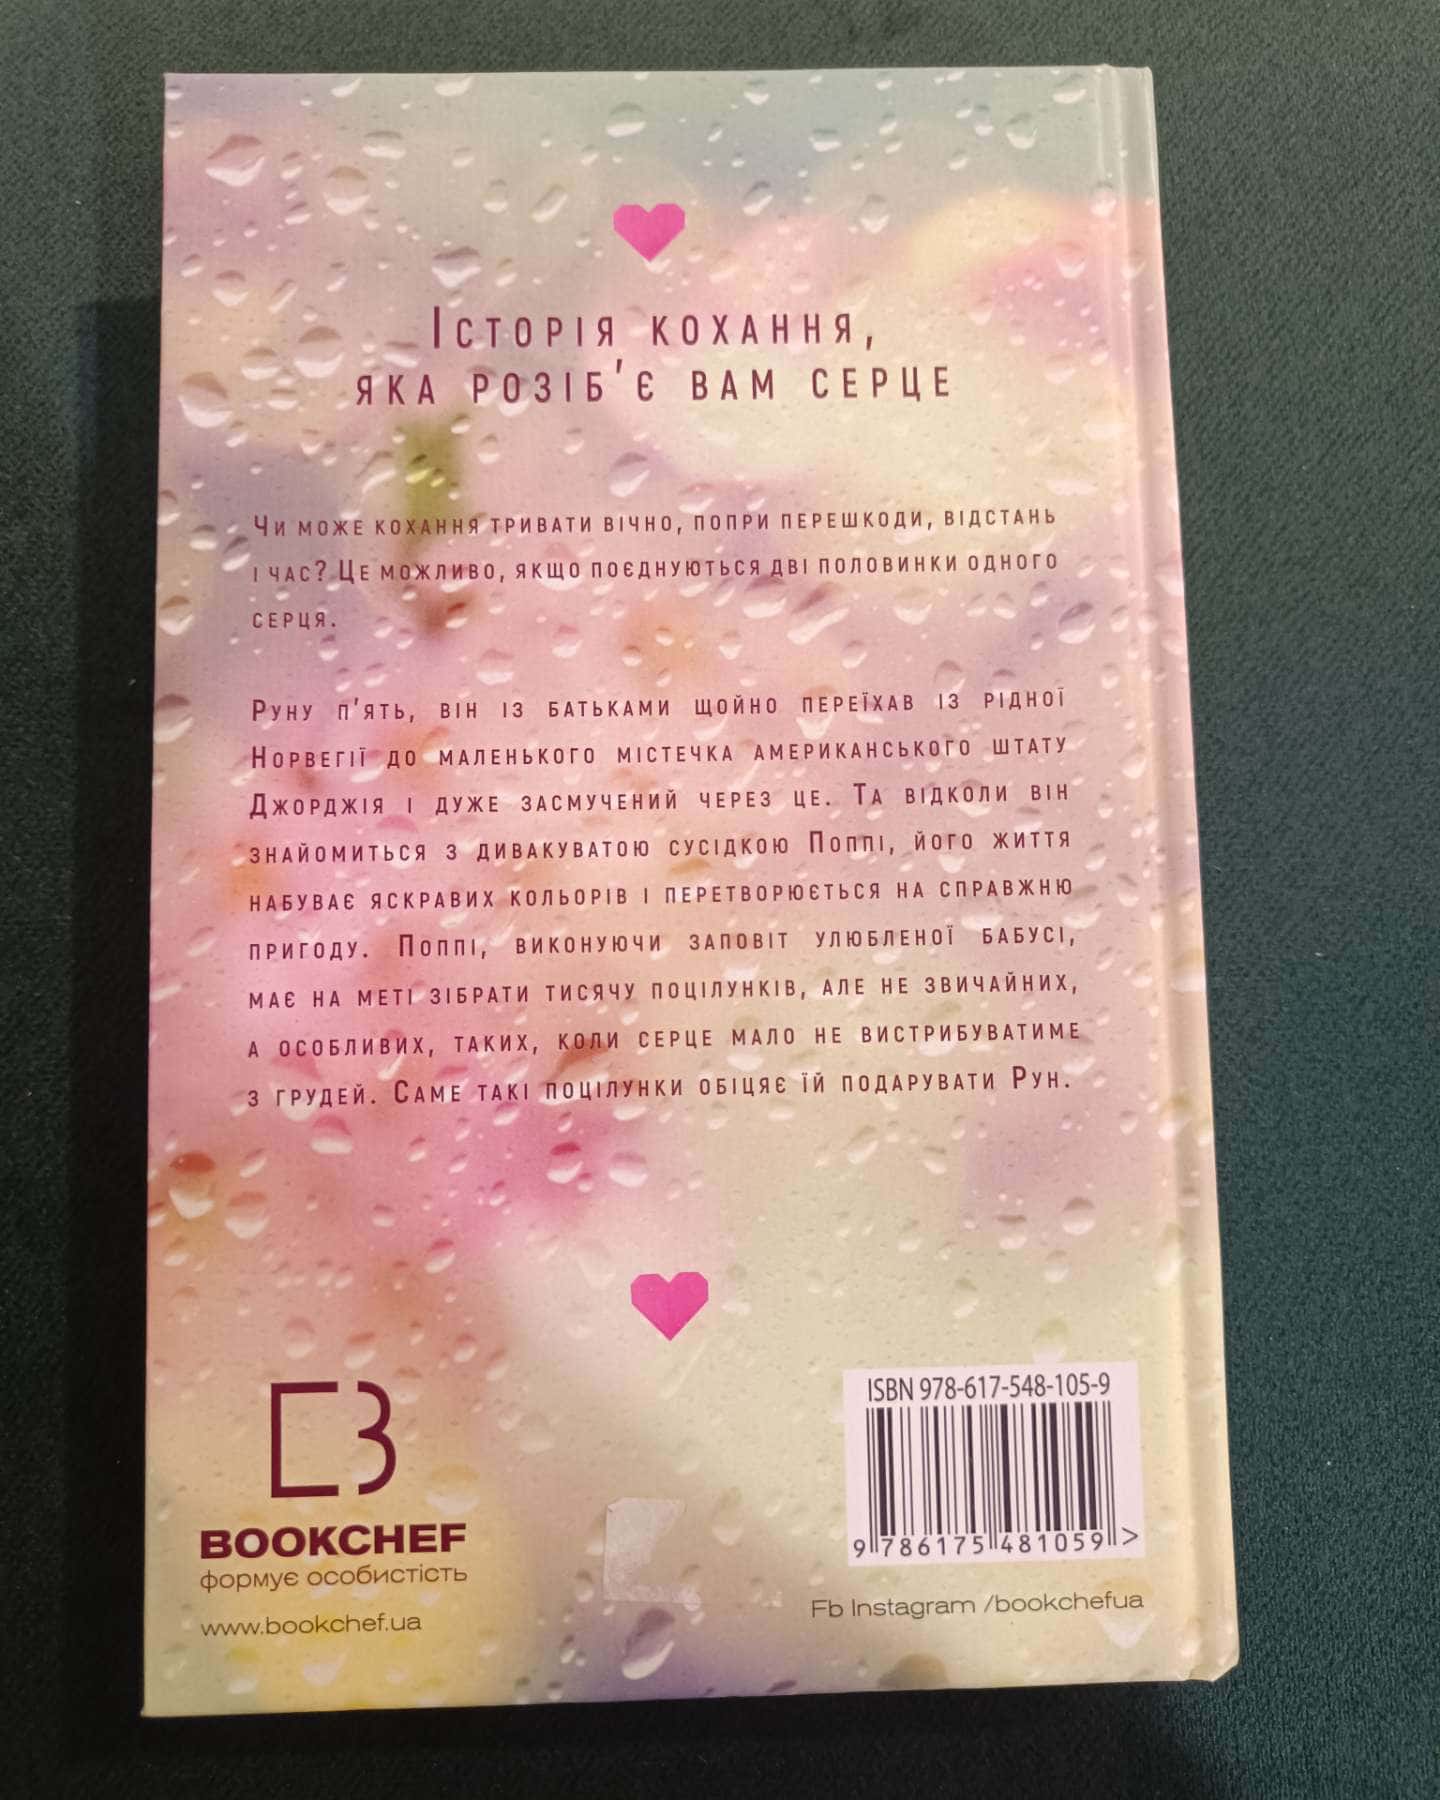 Історія кохання,
яка розіб'є вам серце
Чи може кохання тривати вічно, попри перешкоди, відстань
і час? Це можливо, якщо поєднуються дві половинки одного
серця.
Руну п'ять, він із батьками щойно переїхав із рідної
Норвегії до маленького містечка американського штату
Джорджія і дуже засмучений через це. Та відколи він
знайомиться з дивакуватою сусідкою Поппі, його життя
набуває яскравих кольорів і перетворюється на справжню
пригоду. Поппі, виконуючи заповіт улюбленої бабусі,
має на меті зібрати тисячу поцілунків, але не звичайних,
а особливих, таких, коли серце мало не вистрибуватиме
з грудей. Саме такі поцілунки обіцяє їй подарувати Рун.
ISBN 978-617-548-105-9
9 786175 481059 >
BOOKCHEF
формує особистість
www.bookchef.ua
Fb Instagram /bookchefua